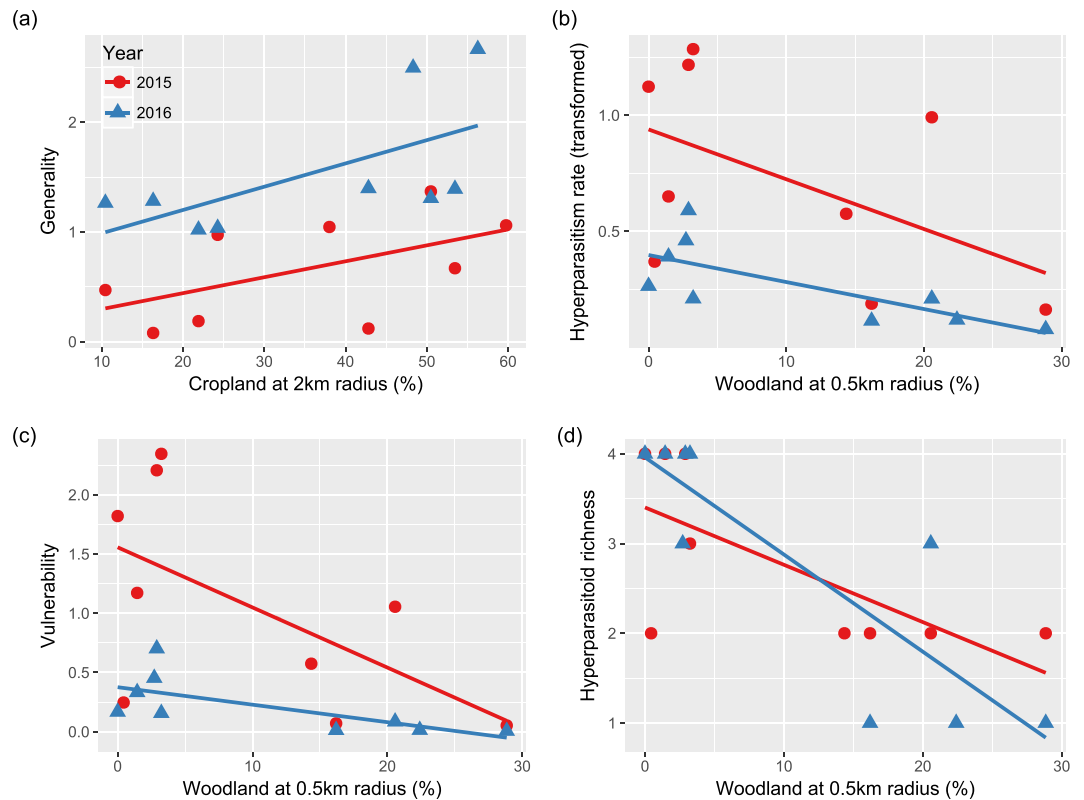 (a)
Year
2015
2016
Generality
0
1
2
10
20
30
40
50
60
Cropland at 2km radius (%)
(b)
Hyperparasitism rate (transformed)
0.5
1.0
0
10
20
30
Woodland at 0.5km radius (%)
(c)
Vulnerability
0.0
0.5
1.0
1.5
2.0
0
10
20
30
Woodland at 0.5km radius (%)
(d)
Hyperparasitoid richness
1
2
3
4
0
10
20
30
Woodland at 0.5km radius (%)